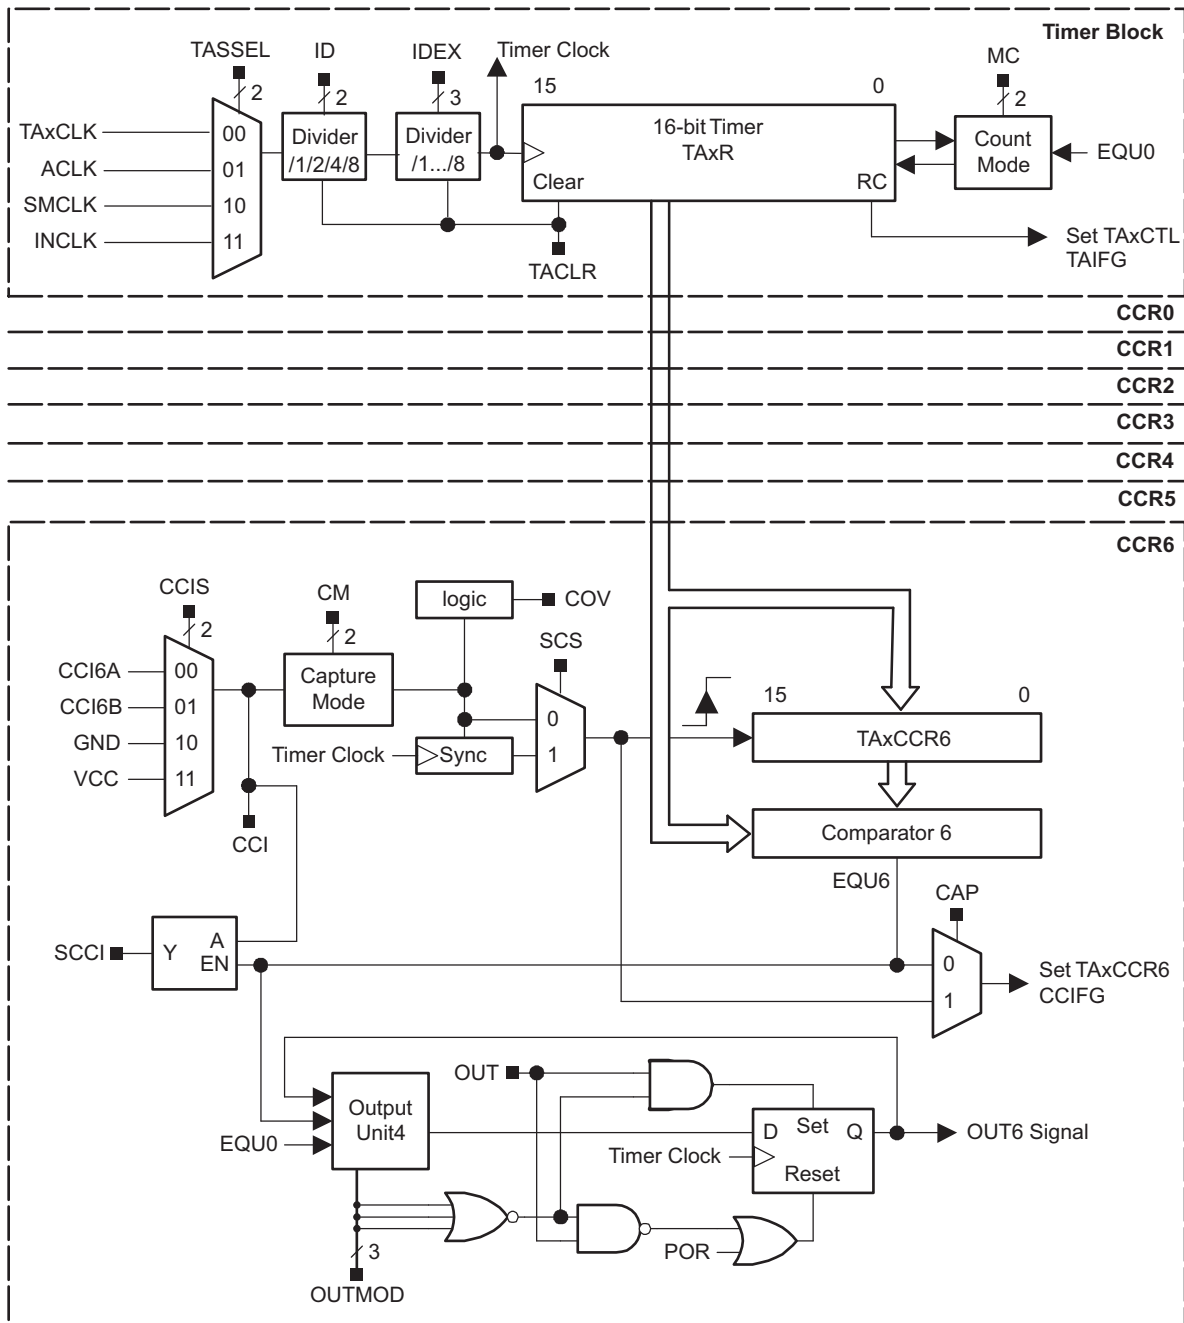 Timer Block
TASSEL
ID
IDEX
Timer Clock
MC
15
0
2
2
3
2
TAxCLK
ACLK
SMCLK
INCLK
00
01
10
11
Divider
/1/2/4/8
Divider
/1.../8
16-bit Timer
TAxR
Clear
RC
Count
Mode
EQU0
Set TAxCTL
TAIFG
TACLR
CCR0
CCR1
CCR2
CCR3
CCR4
CCR5
CCR6
CCIS
CM
logic
COV
2
2
SCS
CCI6A
CCI6B
GND
VCC
00
01
10
11
Capture
Mode
Timer Clock
Sync
0
1
15
0
TAxCCR6
CCI
Comparator 6
EQU6
CAP
SCCI
Y
A
EN
0
1
Set TAxCCR6
CCIFG
OUT
Output
Unit4
EQU0
D
Set
Q
Timer Clock
Reset
OUT6 Signal
POR
3
OUTMOD